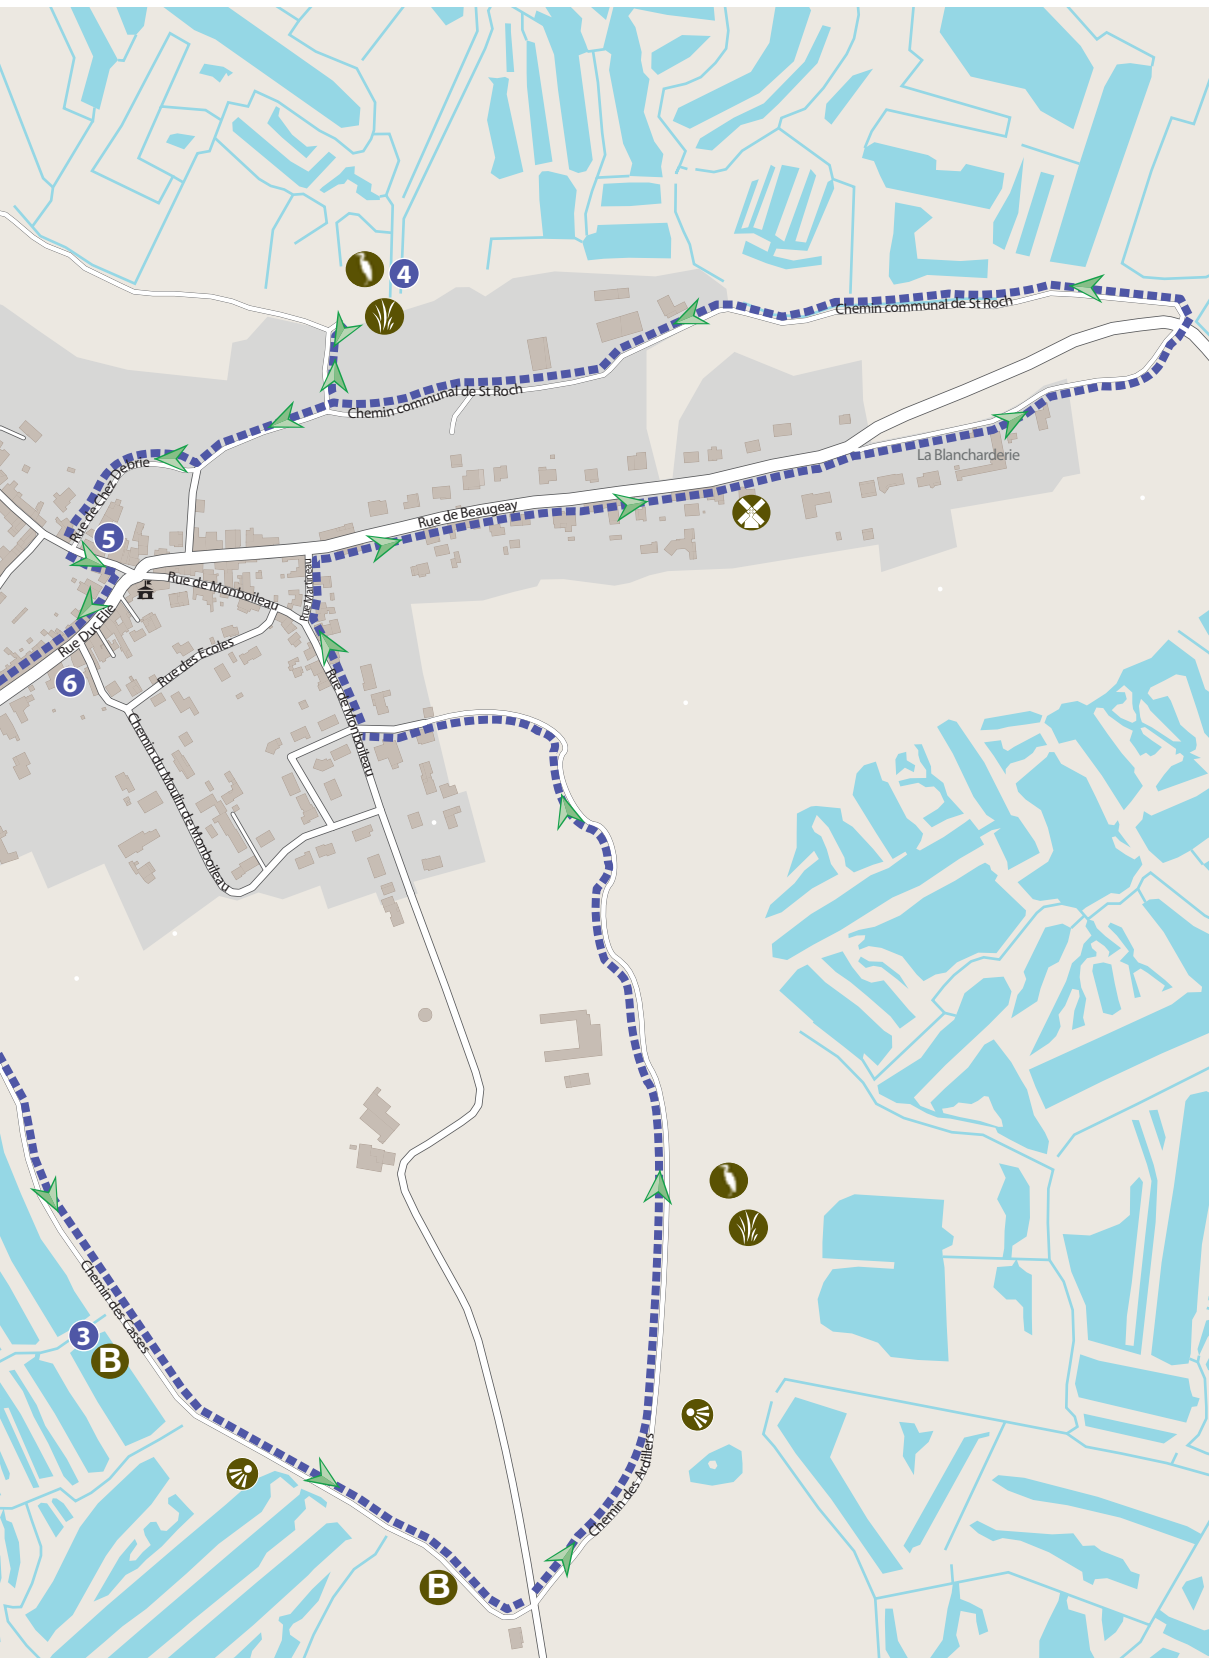 4
Chemin communal de St Roch
Chemin communal de St Roch
La Blancharderie
Rue de Chez Debrie
Rue de Beaugeay
5
Rue Martineau
Rue de Monboileau
Rue Duc Elie
Rue des Ecoles
6
Rue de Monboileau
Chemin du Moulin de Monboileau
Chemin des Casses
3
B
Chemin des Ardillers
B